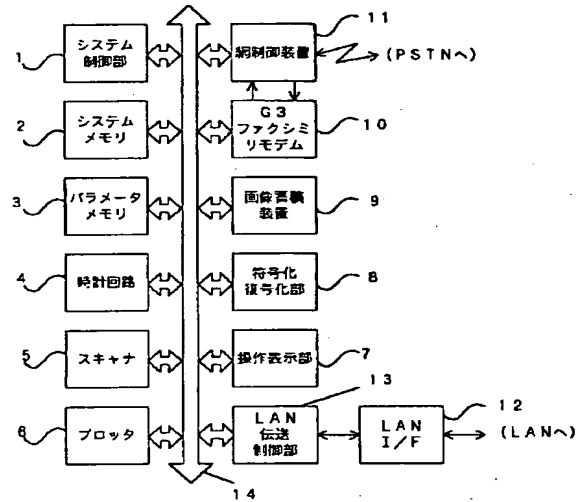 1
システム
制御部
2
システム
メモリ
3
パラメータ
メモリ
4
時計回路
5
スキャナ
6
プロッタ
11
網制御装置
(PSTNへ)
G3
ファクシミ
リモデム
10
画像蓄積
装置
9
符号化
復号化部
8
操作表示部
7
13
LAN
伝送
制御部
12
LAN
I/F
(LANへ)
14